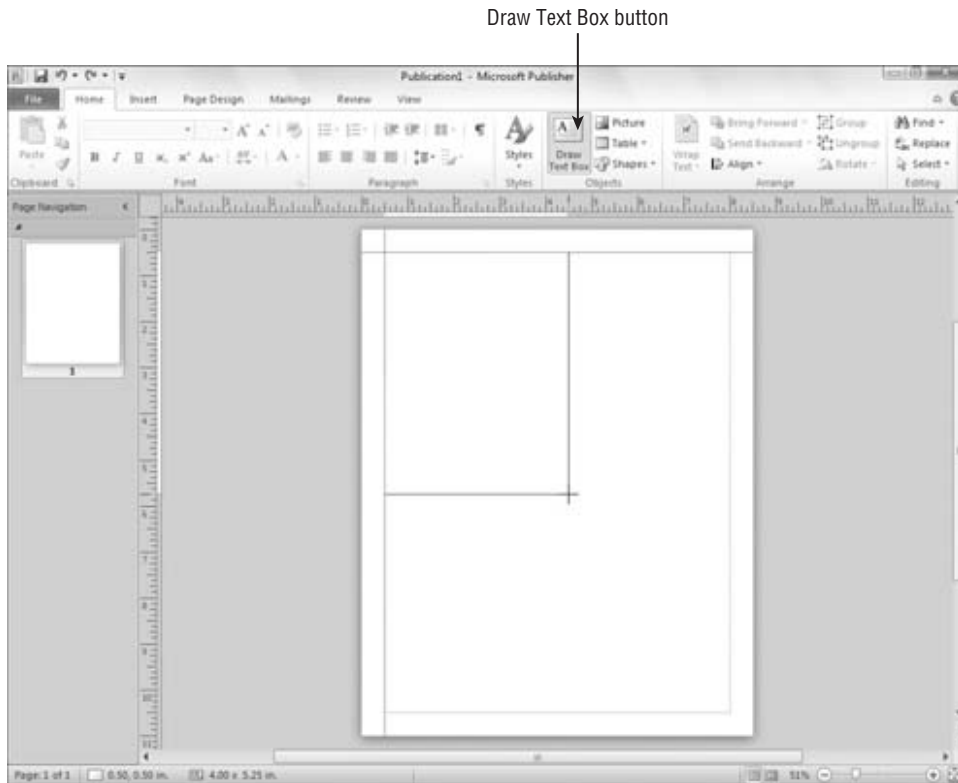 Draw Text Box button
Publication1 - Microsoft Publisher
File Home Insert Page Design Mailings Review View
Paste
Styles
Draw Text Box
Picture
Table
Shapes
Wrap Text
Bring Forward
Send Backward
Align
Group
Ungroup
Rotate
Find
Replace
Select
Clipboard Font Paragraph Styles Objects Arrange Editing
Page Navigation
1
Page: 1 of 1 0.50, 0.50 in. 4.00 x 5.25 in. 51%